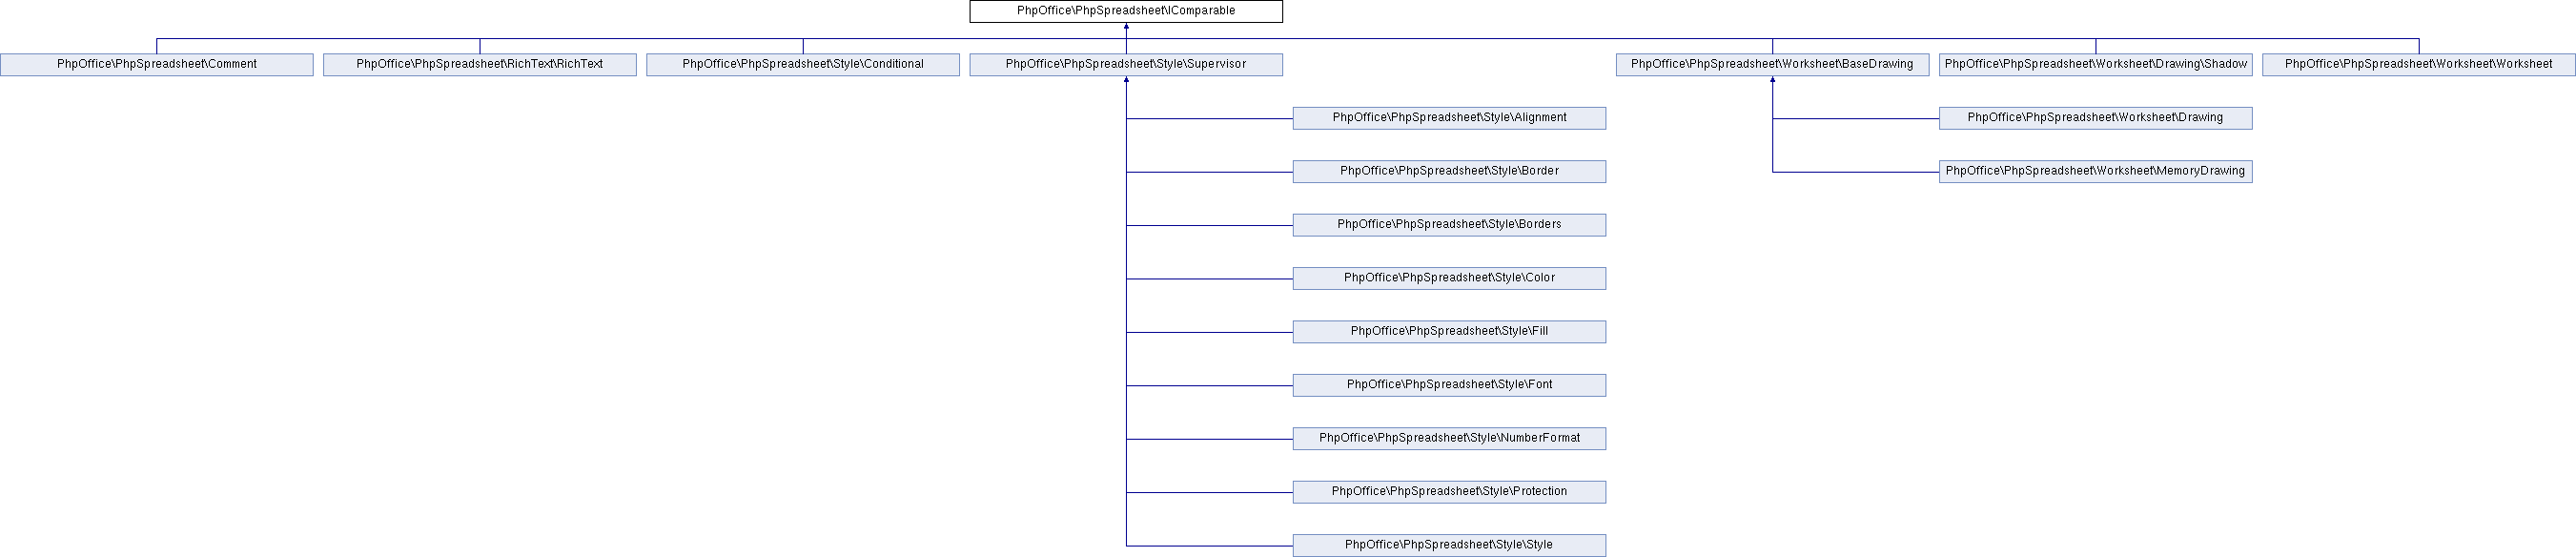 PhpOffice\PhpSpreadsheet\IComparable
PhpOffice\PhpSpreadsheet\Comment
PhpOffice\PhpSpreadsheet\RichText\RichText
PhpOffice\PhpSpreadsheet\Style\Conditional
PhpOffice\PhpSpreadsheet\Style\Supervisor
PhpOffice\PhpSpreadsheet\Worksheet\BaseDrawing
PhpOffice\PhpSpreadsheet\Worksheet\Drawing\Shadow
PhpOffice\PhpSpreadsheet\Worksheet\Worksheet
PhpOffice\PhpSpreadsheet\Style\Alignment
PhpOffice\PhpSpreadsheet\Worksheet\Drawing
PhpOffice\PhpSpreadsheet\Style\Border
PhpOffice\PhpSpreadsheet\Worksheet\MemoryDrawing
PhpOffice\PhpSpreadsheet\Style\Borders
PhpOffice\PhpSpreadsheet\Style\Color
PhpOffice\PhpSpreadsheet\Style\Fill
PhpOffice\PhpSpreadsheet\Style\Font
PhpOffice\PhpSpreadsheet\Style\NumberFormat
PhpOffice\PhpSpreadsheet\Style\Protection
PhpOffice\PhpSpreadsheet\Style\Style